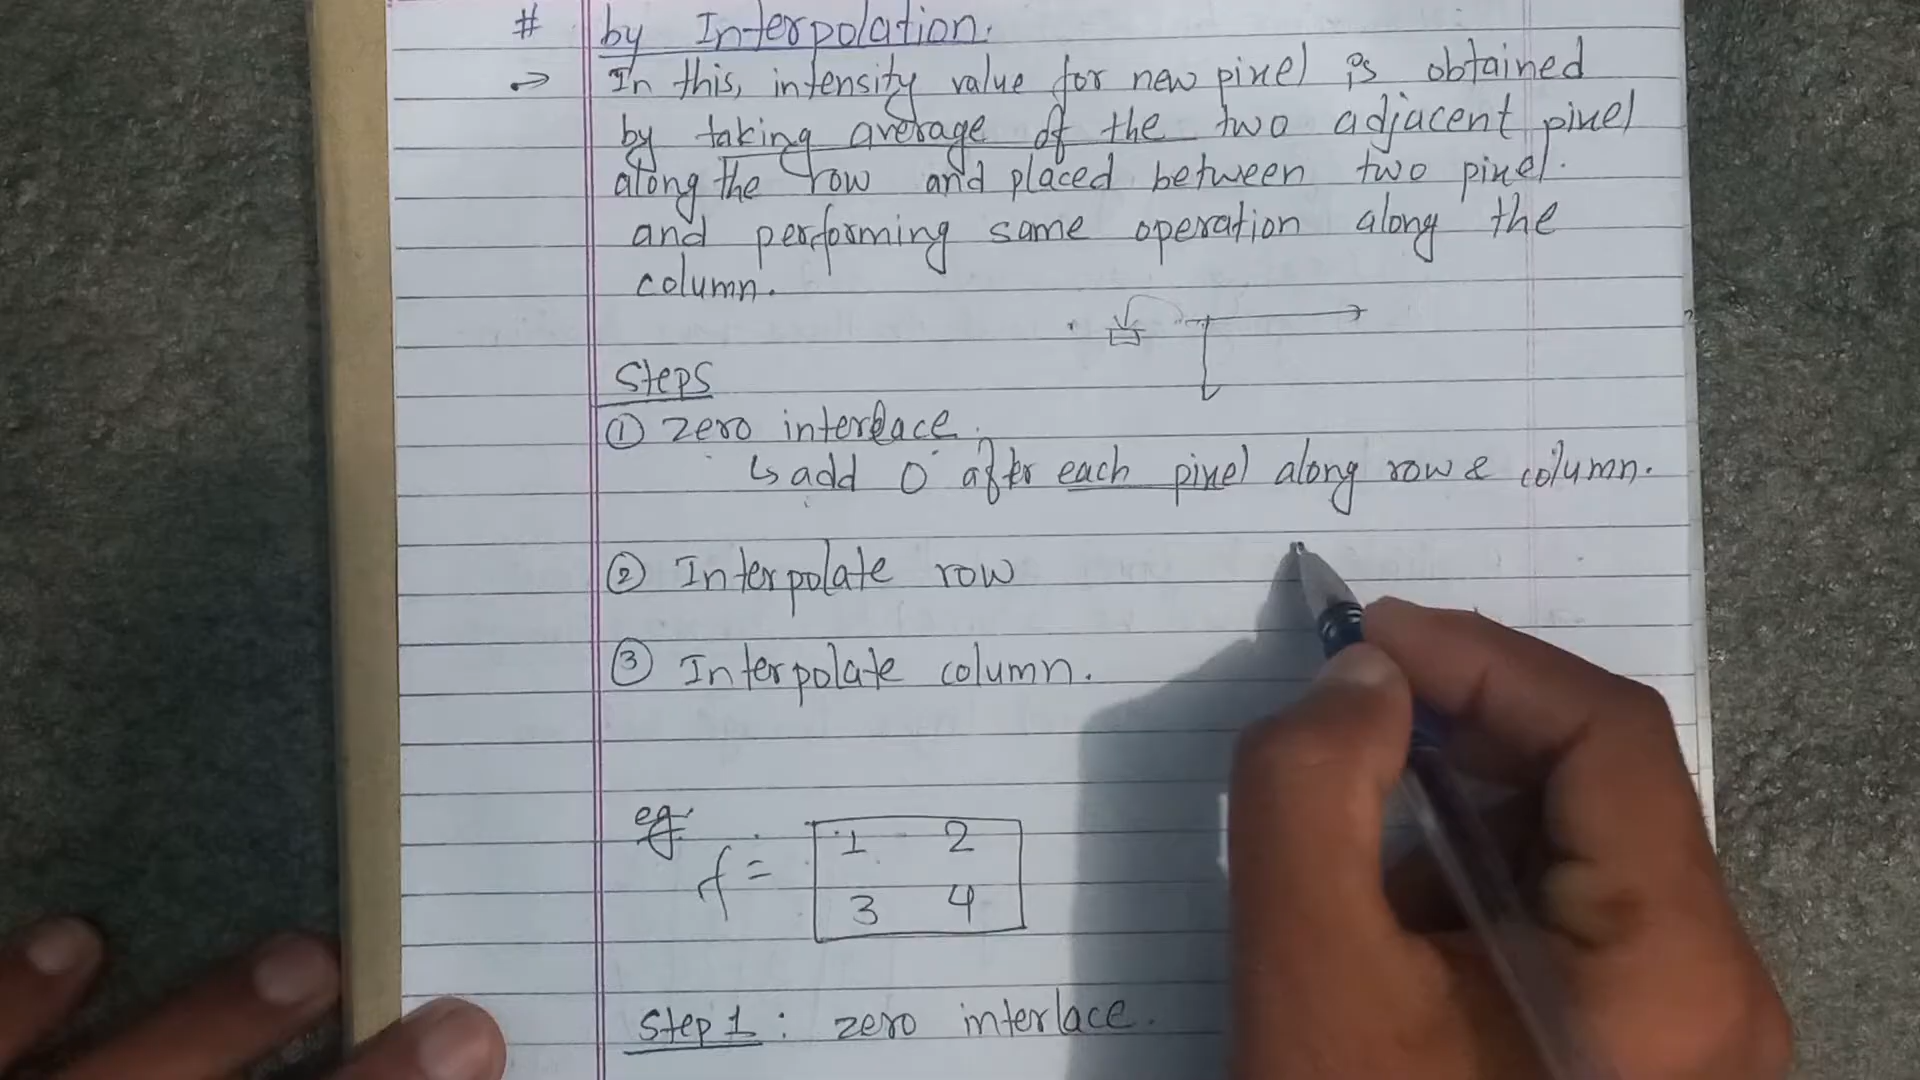 # by Interpolation.
→ In this, intensity value for new pixel is obtained
by taking average of the two adjacent pixel
along the row and placed between two pixel.
and performing same operation along the
column.
Steps
① zero interlace.
↳ add 0 after each pixel along row & column.
② Interpolate row
③ Interpolate column.
eg.
f = 1 2
3 4
Step 1 : zero interlace.